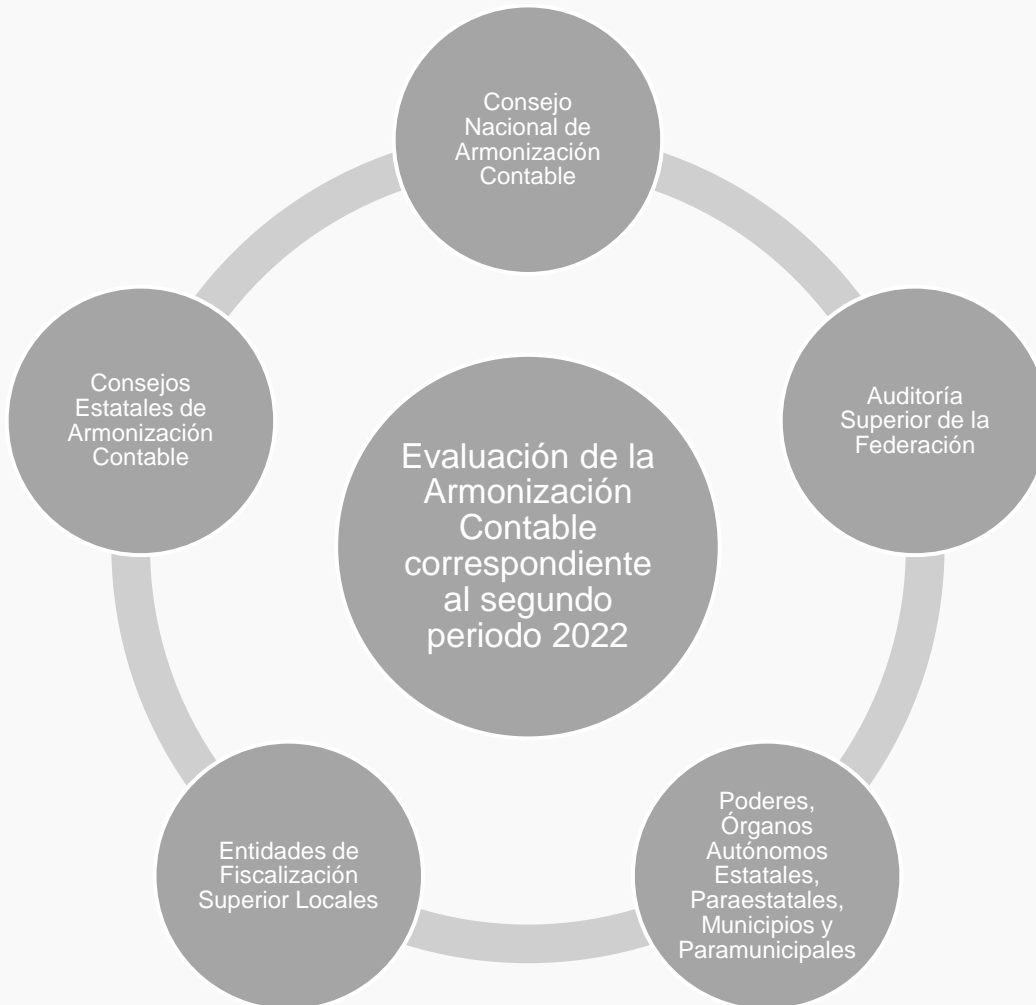 Consejo
Nacional de
Armonización
Contable
Consejos
Estatales de
Armonización
Contable
Auditoría
Superior de la
Federación
Evaluación de la
Armonización
Contable
correspondiente
al segundo
periodo 2022
Entidades de
Fiscalización
Superior Locales
Poderes,
Órganos
Autónomos
Estatales,
Paraestatales,
Municipios y
Paramunicipales